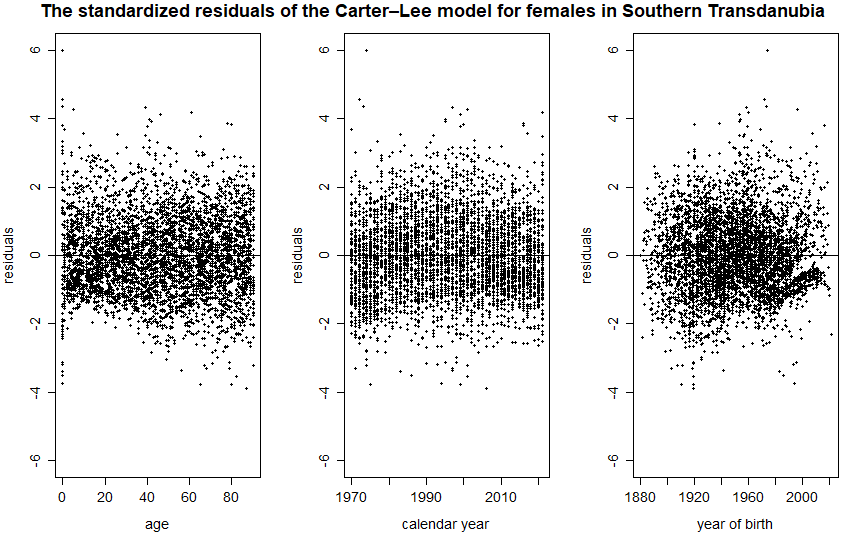 The standardized residuals of the Carter–Lee model for females in Southern Transdanubia
residuals
6
4
2
0
-2
-4
-6
0 20 40 60 80
age
residuals
6
4
2
0
-2
-4
-6
1970 1990 2010
calendar year
residuals
6
4
2
0
-2
-4
-6
1880 1920 1960 2000
year of birth